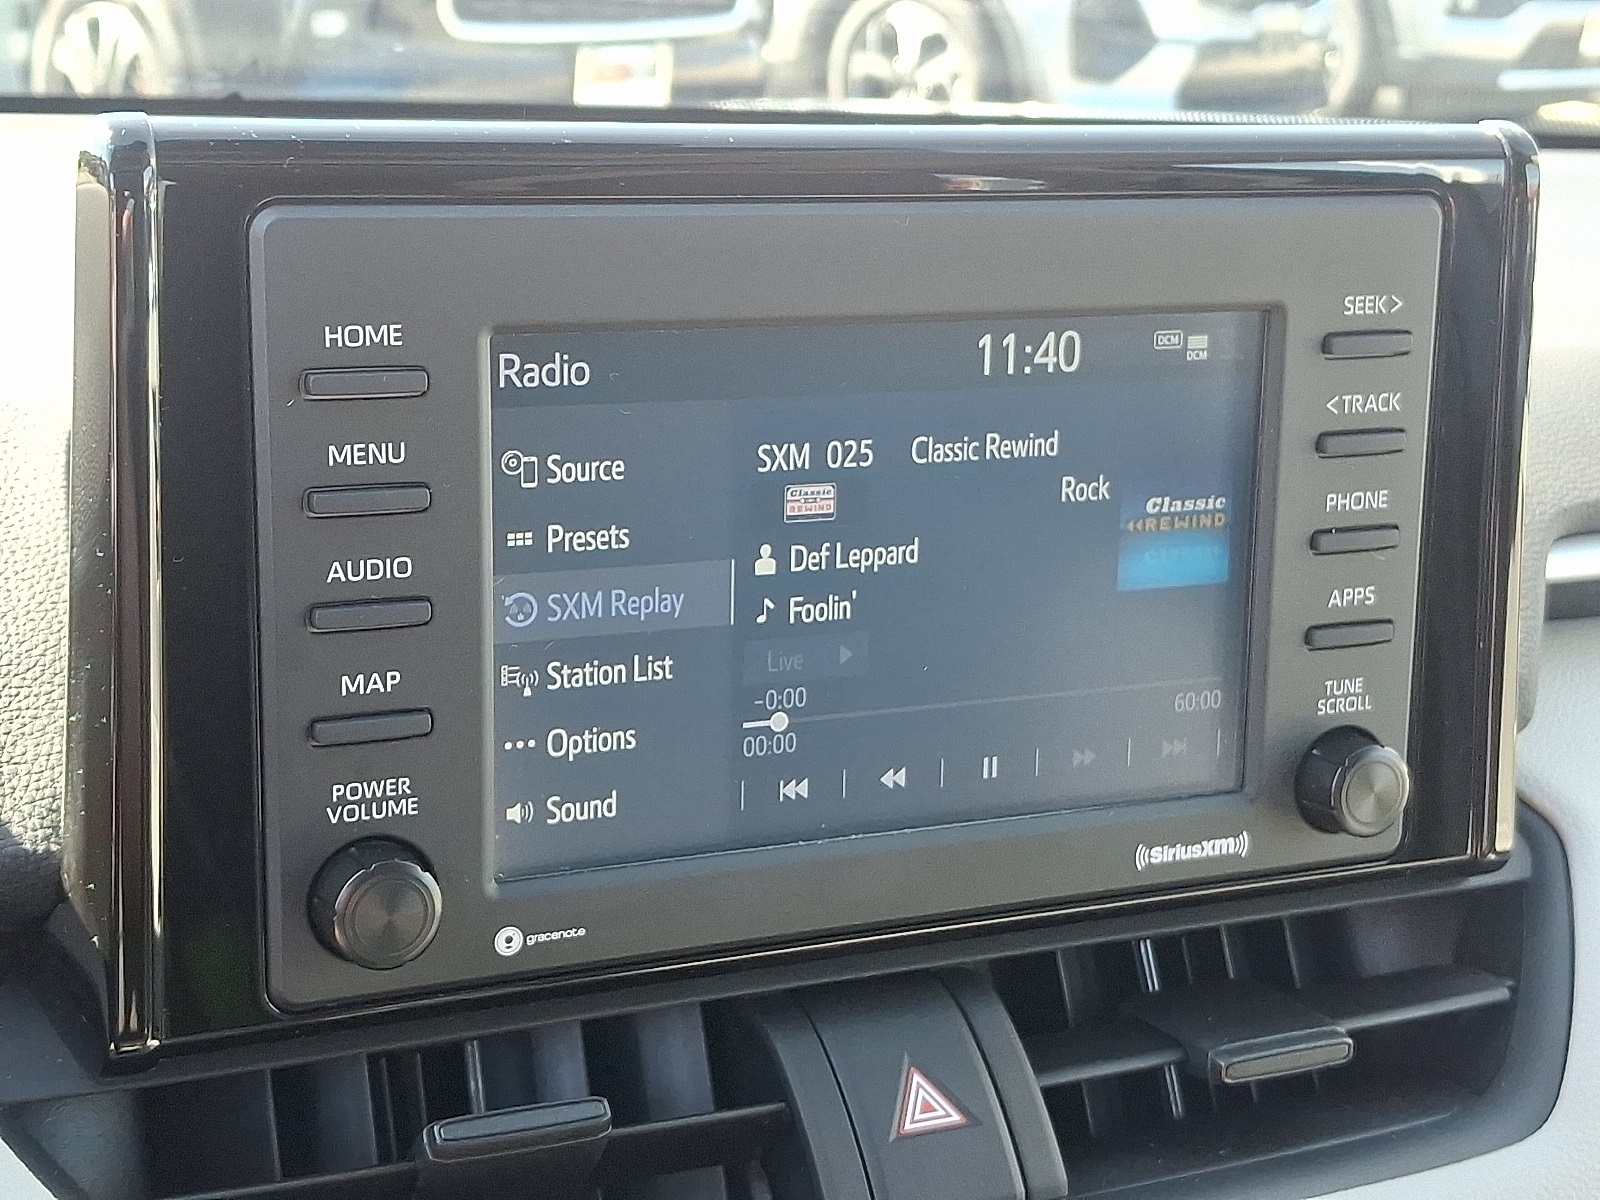 HOME
MENU
AUDIO
MAP
POWER
VOLUME
Radio
11:40
DCM
DCM
Source
Presets
SXM Replay
Station List
Options
Sound
SXM 025 Classic Rewind
Rock
Classic
REWIND
Classic
REWIND
Def Leppard
Foolin'
Live
-0:00
60:00
00:00
SEEK>
<TRACK
PHONE
APPS
TUNE
SCROLL
((SiriusXM))
gracenote